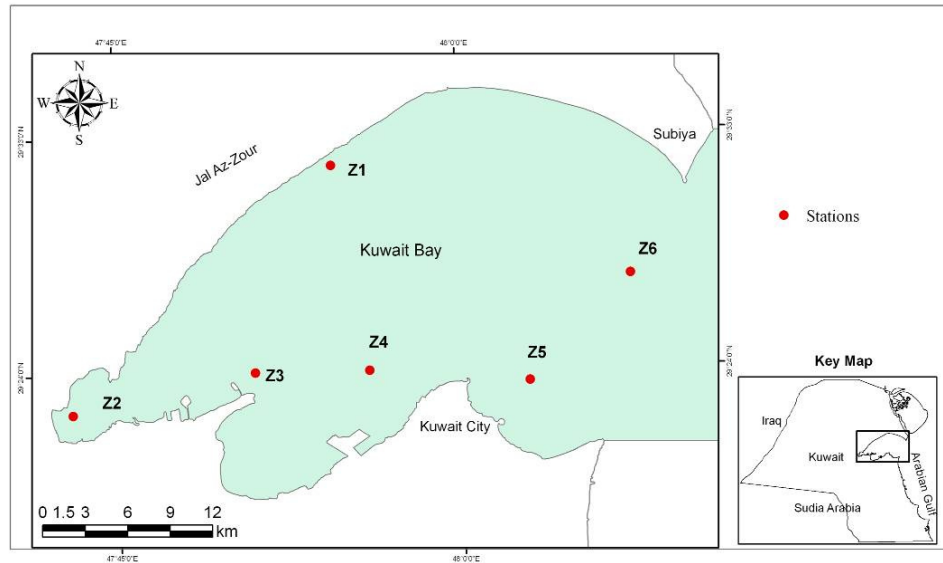 47°45'0"E
48°0'0"E
N
W
E
S
29°33'0"N
29°33'0"N
Subiya
Jal Az-Zour
Z1
Stations
Kuwait Bay
Z6
Z4
Z5
Z3
29°24'0"N
29°24'0"N
Z2
Kuwait City
Key Map
Iraq
Kuwait
Arabian Gulf
Sudia Arabia
0 1.5 3 6 9 12
km
47°45'0"E
48°0'0"E